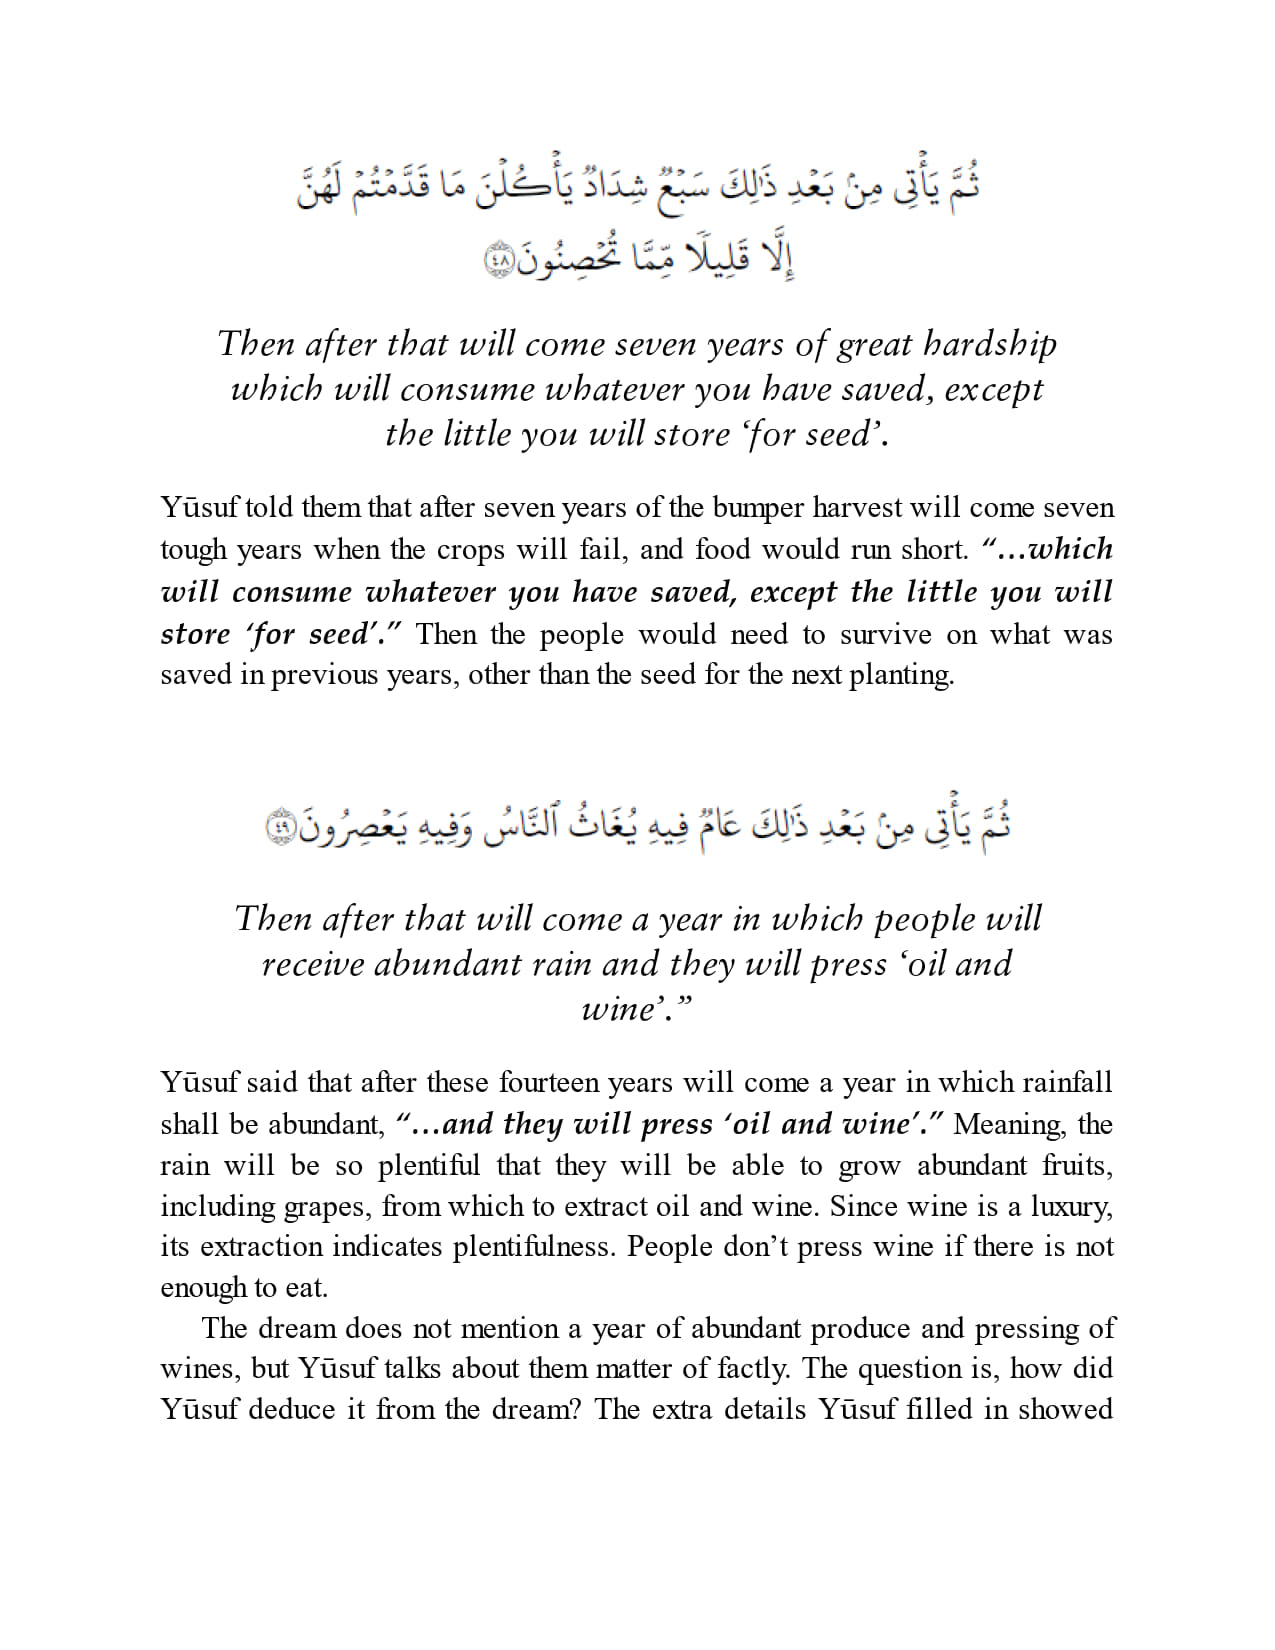 ثُمَّ يَأْتِى مِنۢ بَعْدِ ذَٰلِكَ سَبْعٌ شِدَادٌ يَأْكُلْنَ مَا قَدَّمْتُمْ لَهُنَّ
إِلَّا قَلِيلًا مِّمَّا تُحْصِنُونَ ٤٨
Then after that will come seven years of great hardship
which will consume whatever you have saved, except
the little you will store ‘for seed’.
Yūsuf told them that after seven years of the bumper harvest will come seven
tough years when the crops will fail, and food would run short. “…which
will consume whatever you have saved, except the little you will
store ‘for seed’.” Then the people would need to survive on what was
saved in previous years, other than the seed for the next planting.
ثُمَّ يَأْتِى مِنۢ بَعْدِ ذَٰلِكَ عَامٌ فِيهِ يُغَاثُ ٱلنَّاسُ وَفِيهِ يَعْصِرُونَ ٤٩
Then after that will come a year in which people will
receive abundant rain and they will press ‘oil and
wine’.”
Yūsuf said that after these fourteen years will come a year in which rainfall
shall be abundant, “…and they will press ‘oil and wine’.” Meaning, the
rain will be so plentiful that they will be able to grow abundant fruits,
including grapes, from which to extract oil and wine. Since wine is a luxury,
its extraction indicates plentifulness. People don’t press wine if there is not
enough to eat.
The dream does not mention a year of abundant produce and pressing of
wines, but Yūsuf talks about them matter of factly. The question is, how did
Yūsuf deduce it from the dream? The extra details Yūsuf filled in showed